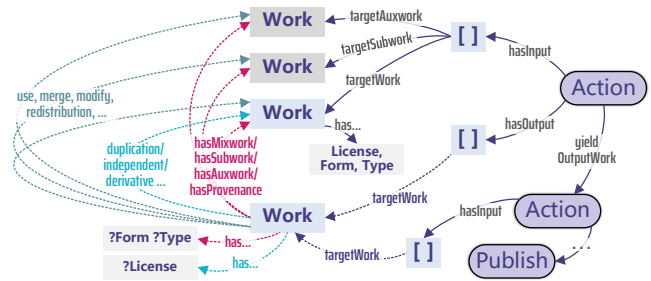 Work
targetAuxwork
[ ]
hasInput
targetSubwork
Work
targetWork
Action
use, merge, modify,
redistribution, ...
Work
has...
hasOutput
duplication/
independent/
derivative ...
hasMixwork/
hasSubwork/
hasAuxwork/
hasProvenance
License,
Form, Type
[ ]
yield
OutputWork
targetWork
Work
hasInput
Action
?Form ?Type
has...
targetWork
[ ]
...
?License
has...
Publish